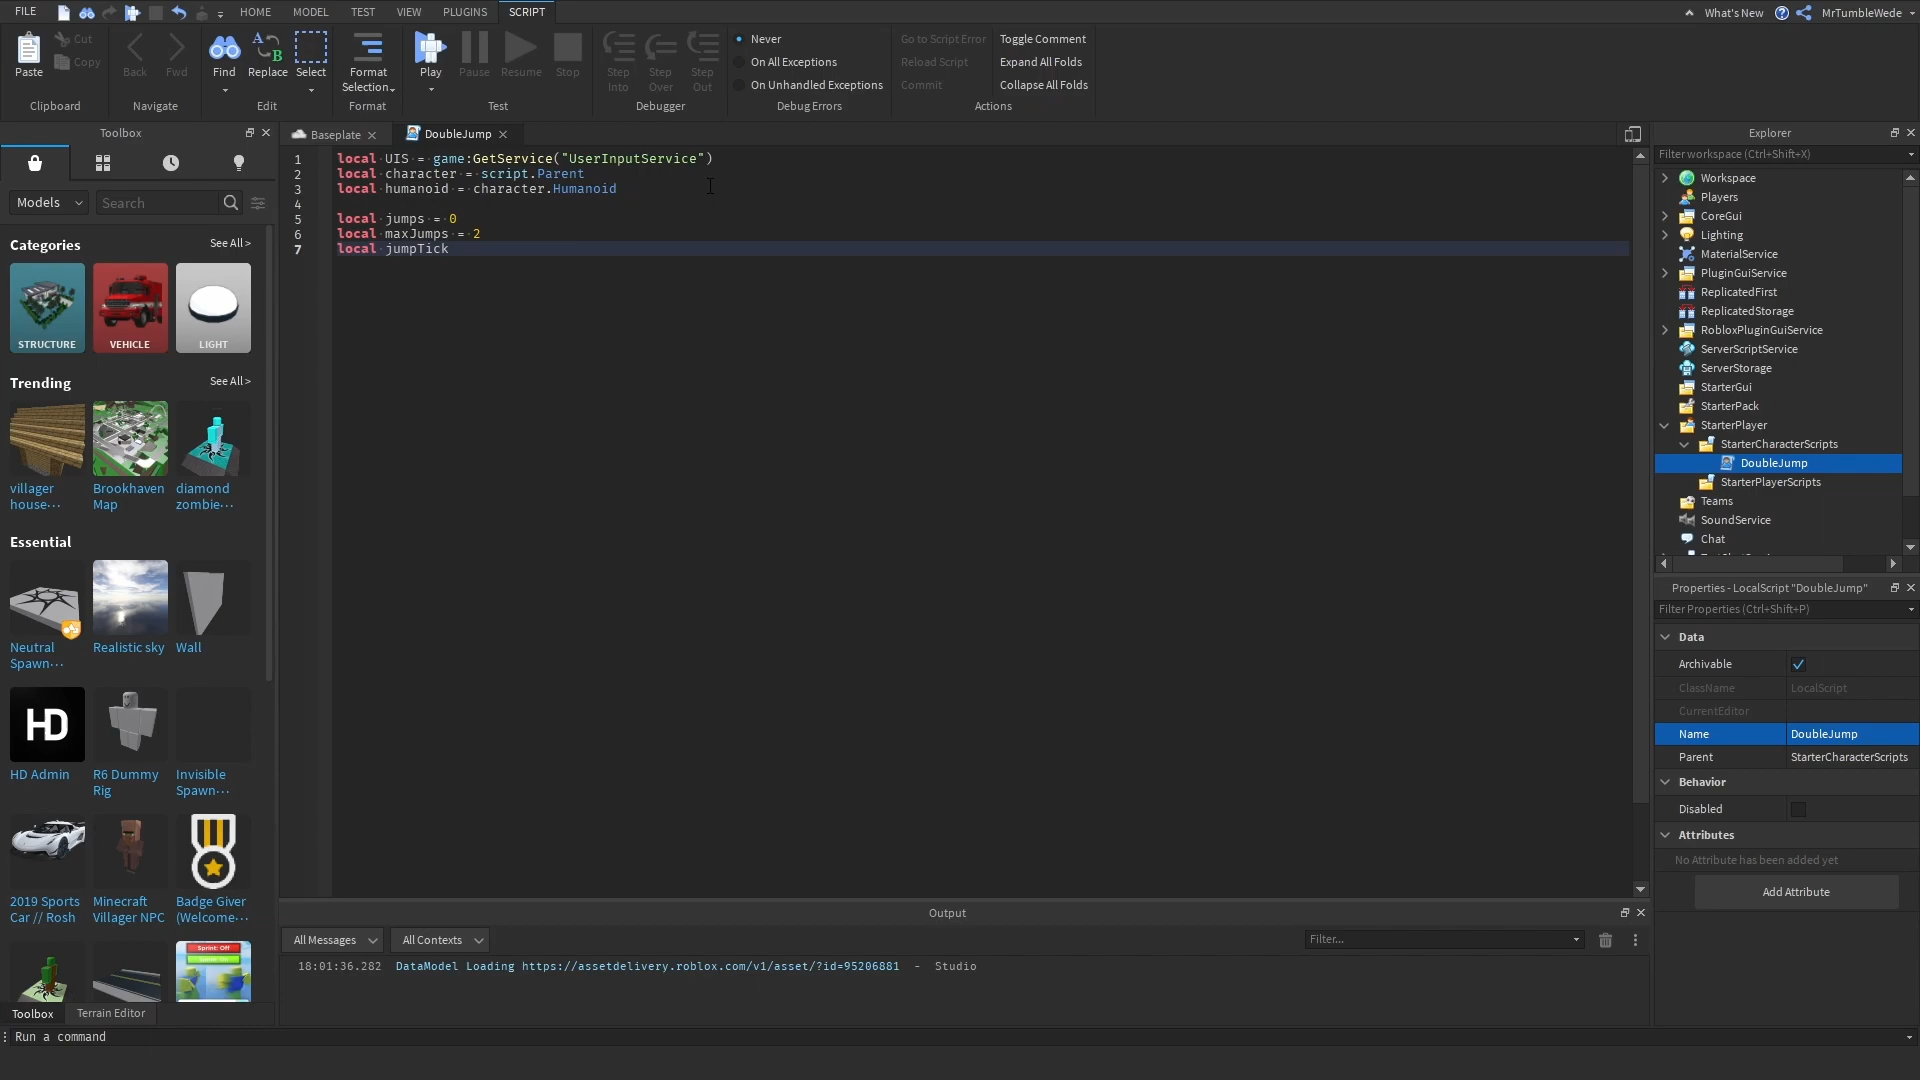 FILE
HOME
MODEL
TEST
VIEW
PLUGINS
SCRIPT
What's New
MrTumbleWede
Paste
Cut
Copy
Clipboard
Back
Fwd
Navigate
Find
Replace
Select
Edit
Format
Selection
Format
Play
Pause
Resume
Stop
Test
Step
Into
Step
Over
Step
Out
Debugger
Never
On All Exceptions
On Unhandled Exceptions
Debug Errors
Go to Script Error
Reload Script
Commit
Toggle Comment
Expand All Folds
Collapse All Folds
Actions
Toolbox
Models
Search
Categories
See All >
STRUCTURE
VEHICLE
LIGHT
Trending
See All >
villager
house...
Brookhaven
Map
diamond
zombie...
Essential
Neutral
Spawn...
Realistic sky
Wall
HD
HD Admin
R6 Dummy
Rig
Invisible
Spawn...
2019 Sports
Car // Rosh
Minecraft
Villager NPC
Badge Giver
(Welcome...
Sprint: Off
Toolbox
Terrain Editor
Baseplate
DoubleJump
1 local UIS = game:GetService("UserInputService")
2 local character = script.Parent
3 local humanoid = character.Humanoid
4
5 local jumps = 0
6 local maxJumps = 2
7 local jumpTick
Output
All Messages
All Contexts
Filter...
18:01:36.282 DataModel Loading https://assetdelivery.roblox.com/v1/asset/?id=95206881 - Studio
Explorer
Filter workspace (Ctrl+Shift+X)
Workspace
Players
CoreGui
Lighting
MaterialService
PluginGuiService
ReplicatedFirst
ReplicatedStorage
RobloxPluginGuiService
ServerScriptService
ServerStorage
StarterGui
StarterPack
StarterPlayer
StarterCharacterScripts
DoubleJump
StarterPlayerScripts
Teams
SoundService
Chat
Properties - LocalScript "DoubleJump"
Filter Properties (Ctrl+Shift+P)
Data
Archivable
ClassName LocalScript
CurrentEditor
Name DoubleJump
Parent StarterCharacterScripts
Behavior
Disabled
Attributes
No Attribute has been added yet
Add Attribute
Run a command